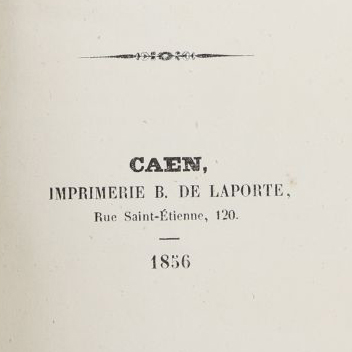 CAEN,
IMPRIMERIE B. DE LAPORTE,
Rue Saint-Étienne, 120.
1856